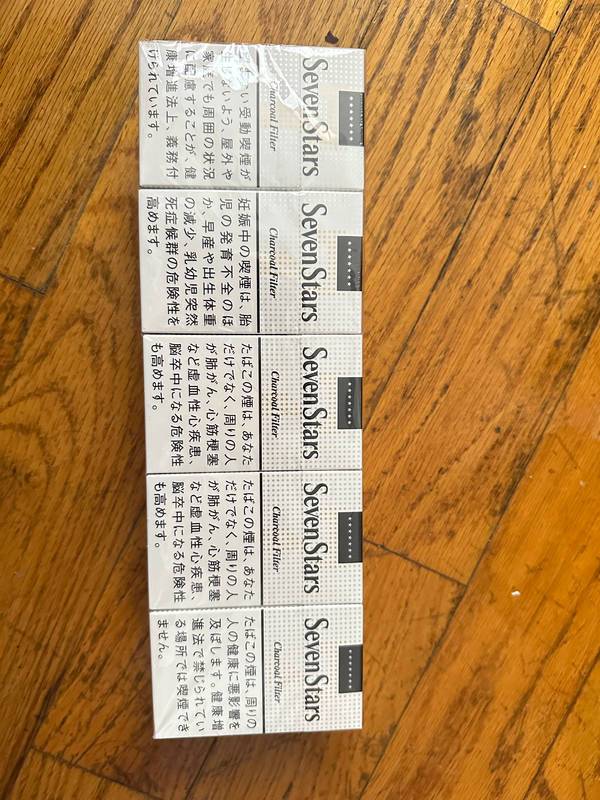 SevenStars
Charcoal Filter
い受動喫煙が
生じないよう、屋外や
家庭でも周囲の状況
に配慮することが、健
康増進法上、義務付
けられています。
SevenStars
Charcoal Filter
妊娠中の喫煙は、胎
児の発育不全のほ
か、早産や出生体重
の減少、乳幼児突然
死症候群の危険性を
高めます。
SevenStars
Charcoal Filter
たばこの煙は、あなた
だけでなく、周りの人
が肺がん、心筋梗塞
など虚血性心疾患、
脳卒中になる危険性
も高めます。
SevenStars
Charcoal Filter
たばこの煙は、あなた
だけでなく、周りの人
が肺がん、心筋梗塞
など虚血性心疾患、
脳卒中になる危険性
も高めます。
SevenStars
Charcoal Filter
たばこの煙は、周りの
人の健康に悪影響を
及ぼします。健康増
進法で禁じられてい
る場所では喫煙でき
ません。